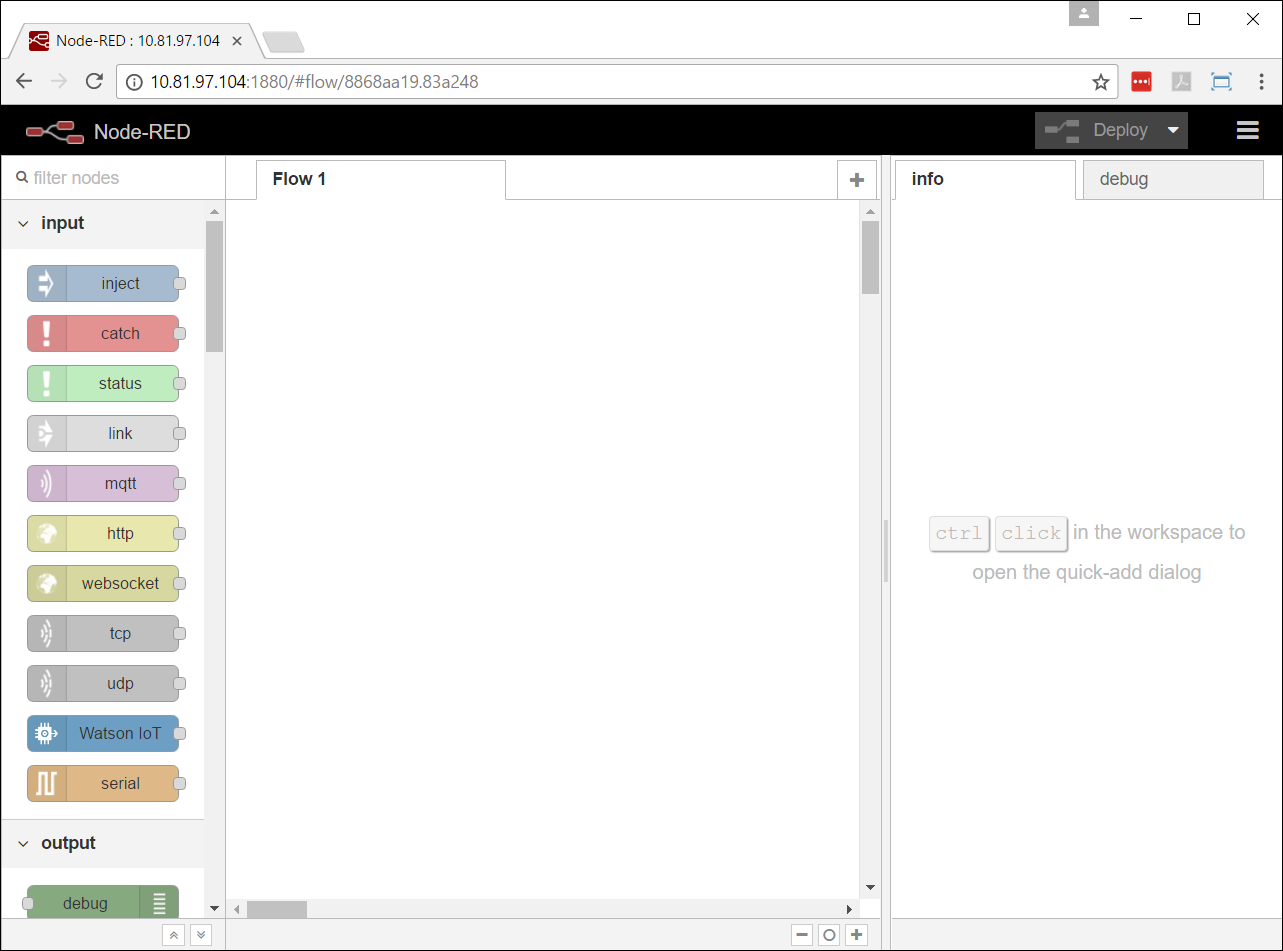 Node-RED : 10.81.97.104
10.81.97.104:1880/#flow/8868aa19.83a248
Node-RED
Deploy
filter nodes
Flow 1
info
debug
input
inject
catch
status
link
mqtt
http
websocket
tcp
udp
Watson IoT
serial
output
debug
ctrl click in the workspace to
open the quick-add dialog